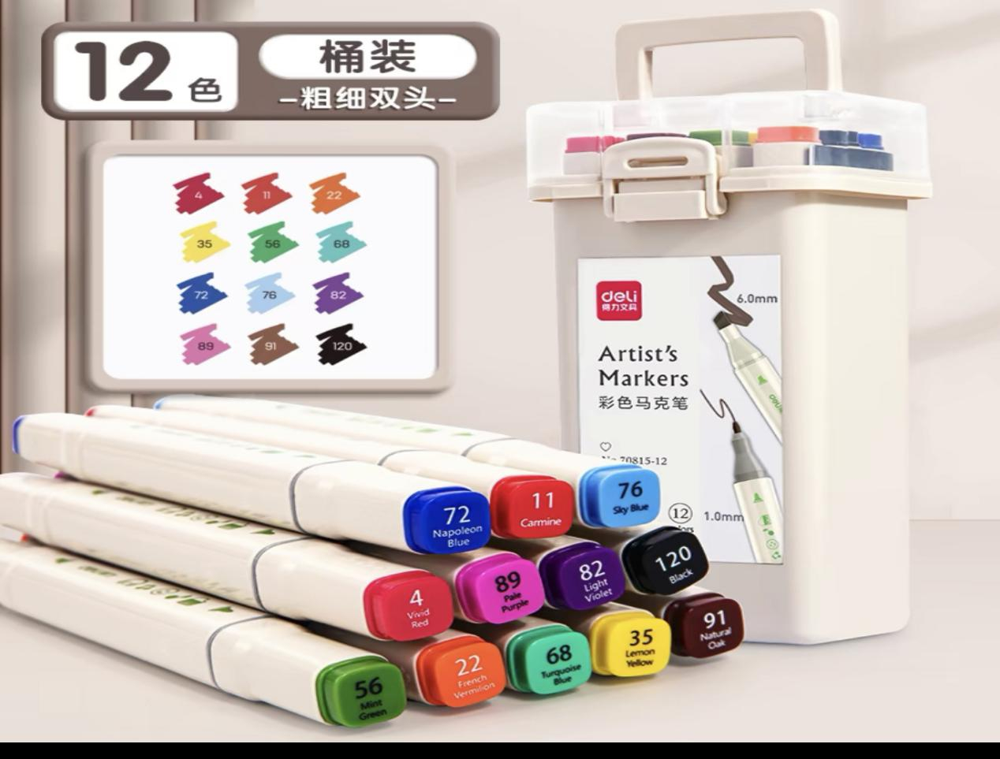 12 色
桶装
–粗细双头–
4
11
22
35
56
68
72
76
82
89
91
120
deli
得力文具
6.0mm
Artist's
Markers
彩色马克笔
No.70815-12
12
1.0mm
72
Napoleon
Blue
11
Carmine
76
Sky Blue
4
Vivid
Red
89
Pale
Purple
82
Light
Violet
120
Black
56
Mint
Green
22
French
Vermilion
68
Turquoise
Blue
35
Lemon
Yellow
91
Natural
Oak